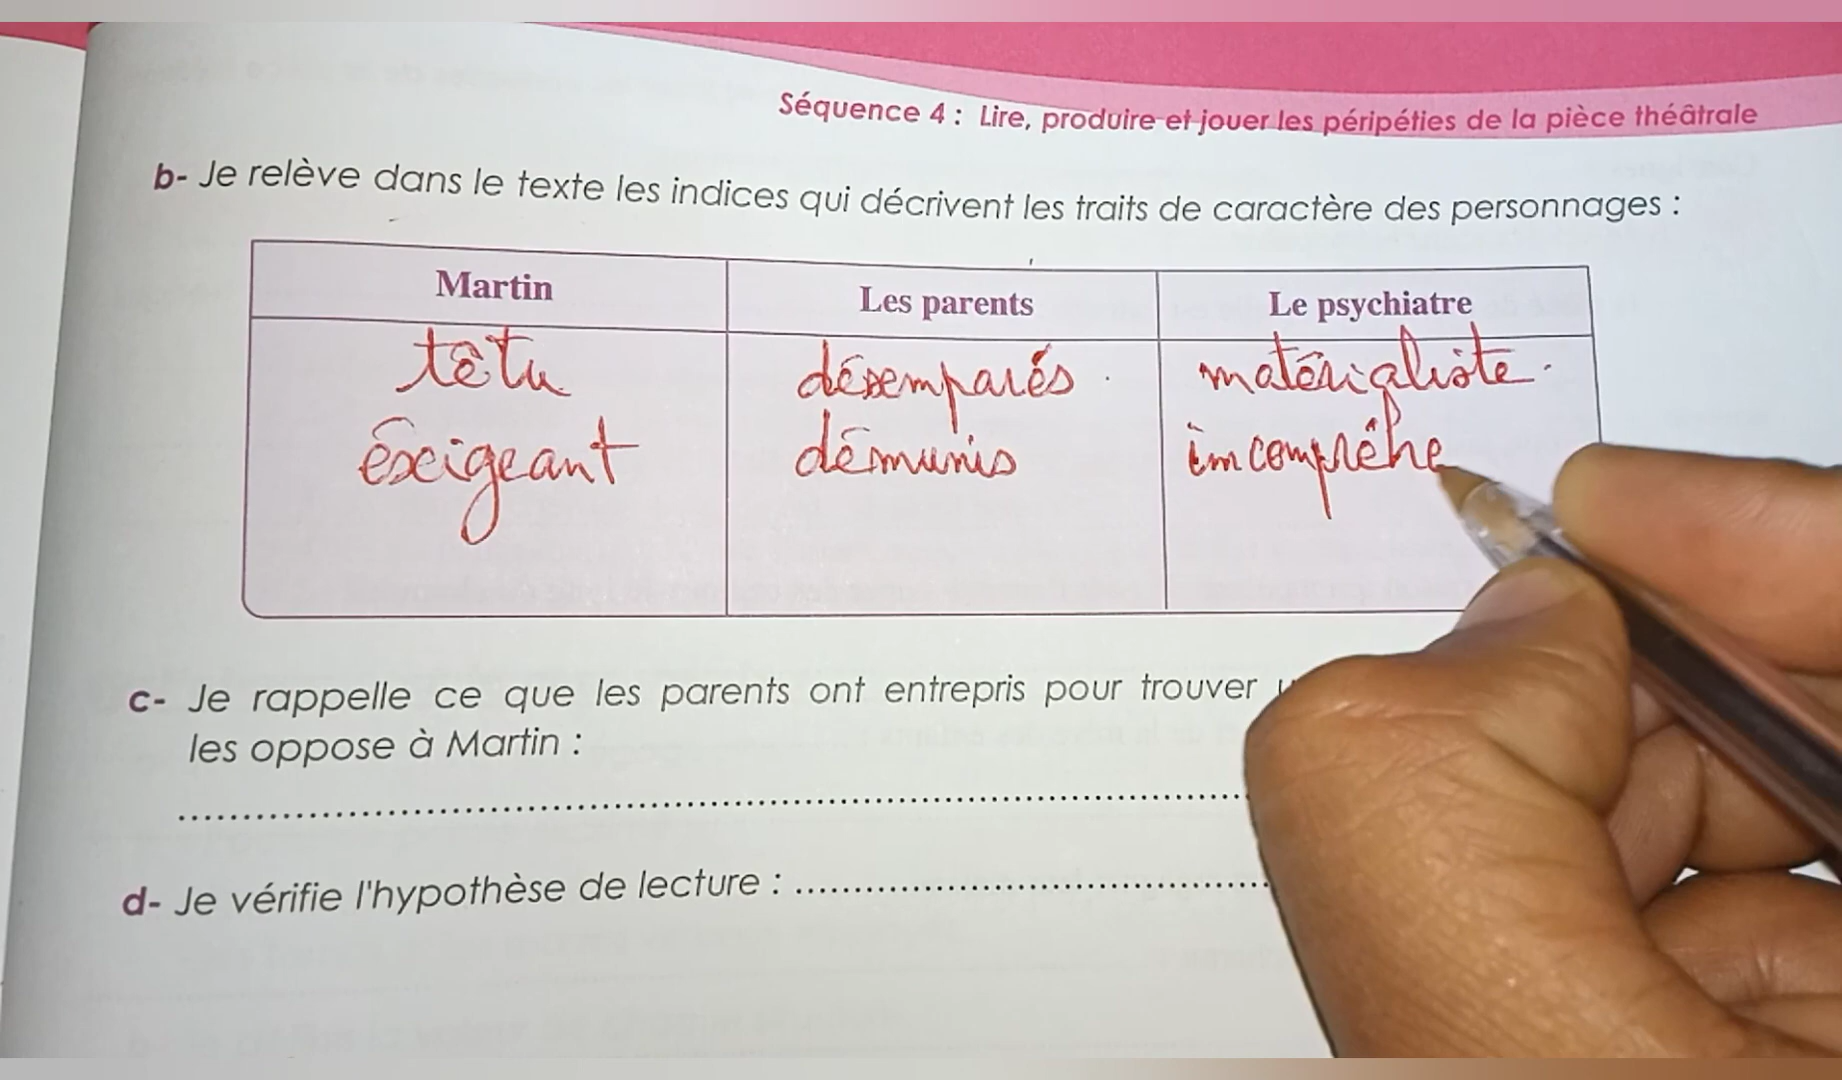 Séquence 4 : Lire, produire et jouer les péripéties de la pièce théâtrale
b- Je relève dans le texte les indices qui décrivent les traits de caractère des personnages :
Martin
Les parents
Le psychiatre
têtu
désemparés .
matérialiste .
éxigeant
démunis
incompréhe
c- Je rappelle ce que les parents ont entrepris pour trouver
les oppose à Martin :
d- Je vérifie l'hypothèse de lecture :